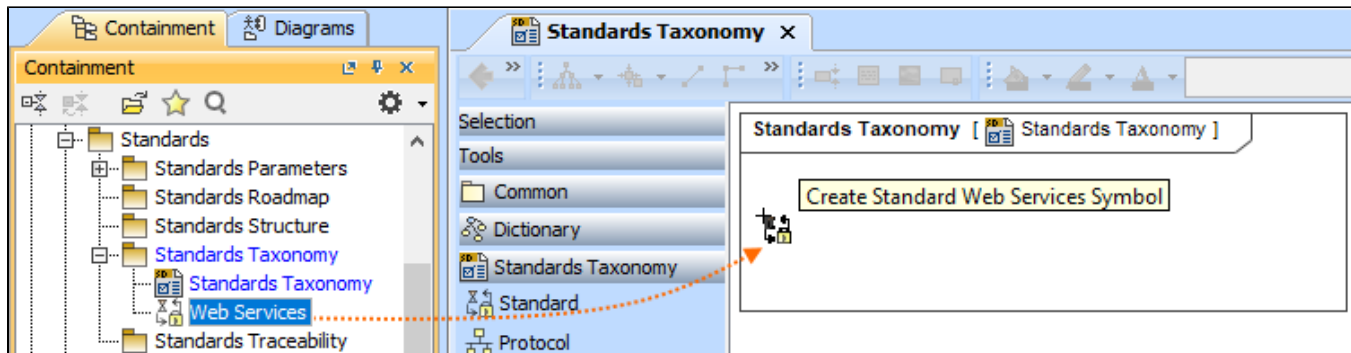 Containment
Diagrams
Containment
Standards
Standards Parameters
Standards Roadmap
Standards Structure
Standards Taxonomy
Standards Taxonomy
Web Services
Standards Traceability
Standards Taxonomy
Selection
Tools
Common
Dictionary
Standards Taxonomy
Standard
Protocol
Standards Taxonomy [ Standards Taxonomy ]
Create Standard Web Services Symbol